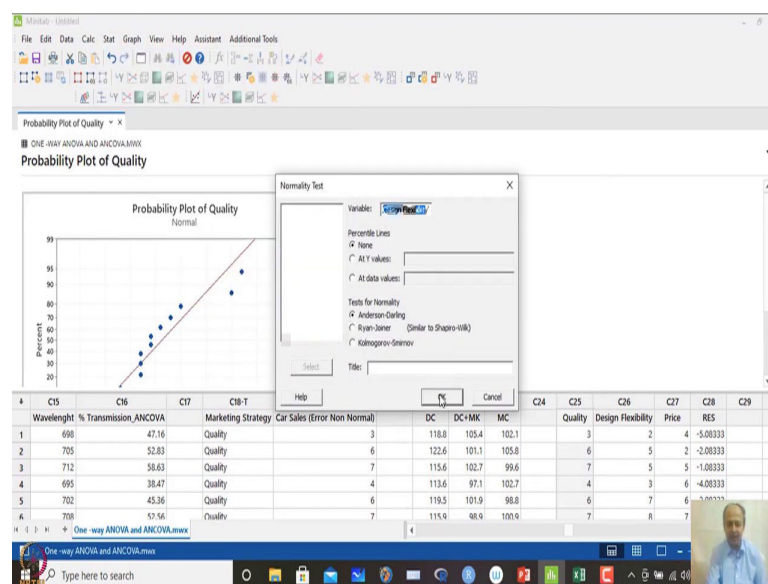 Minitab - Untitled
File Edit Data Calc Stat Graph View Help Assistant Additional Tools
Probability Plot of Quality
ONE -WAY ANOVA AND ANCOVA.MWX
Probability Plot of Quality
Probability Plot of Quality
Normal
99
95
90
80
70
60
50
40
30
20
Percent
Normality Test
Variable: 'Design Flexibility'
Percentile Lines
None
At Y values:
At data values:
Tests for Normality
Anderson-Darling
Ryan-Joiner (Similar to Shapiro-Wilk)
Kolmogorov-Smirnov
Select
Title:
Help OK Cancel
C15 C16 C17 C18-T DC DC+MK MC C24 C25 C26 C27 C28 C29
Wavelenght % Transmission_ANCOVA Marketing Strategy Car Sales (Error Non Normal) Quality Design Flexibility Price RES
1 698 47.16 Quality 3 118.8 105.4 102.1 3 2 4 -5.08333
2 705 52.83 Quality 6 122.6 101.1 105.8 6 5 2 -2.08333
3 712 58.63 Quality 7 115.6 102.7 99.6 7 5 5 -1.08333
4 695 38.47 Quality 4 113.6 97.1 102.7 4 3 6 -4.08333
5 702 45.36 Quality 6 119.5 101.9 98.8 6 7 6 -2.08333
6 708 52.56 Quality 7 115.9 98.9 100.9 7 8 7
One -way ANOVA and ANCOVA.mwx
One -way ANOVA and ANCOVA.mwx
Type here to search
NPTEL